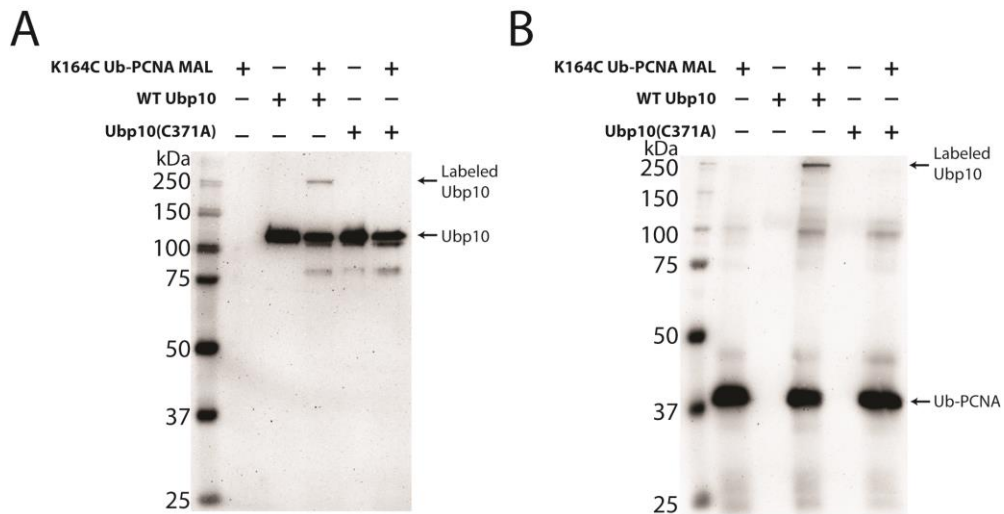 A
K164C Ub-PCNA MAL + – + – +
WT Ubp10 – + + – –
Ubp10(C371A) – – – + +
kDa
250
150
100
75
50
37
25
Labeled
Ubp10
Ubp10
B
K164C Ub-PCNA MAL + – + – +
WT Ubp10 – + + – –
Ubp10(C371A) – – – + +
kDa
250
150
100
75
50
37
25
Labeled
Ubp10
Ub-PCNA